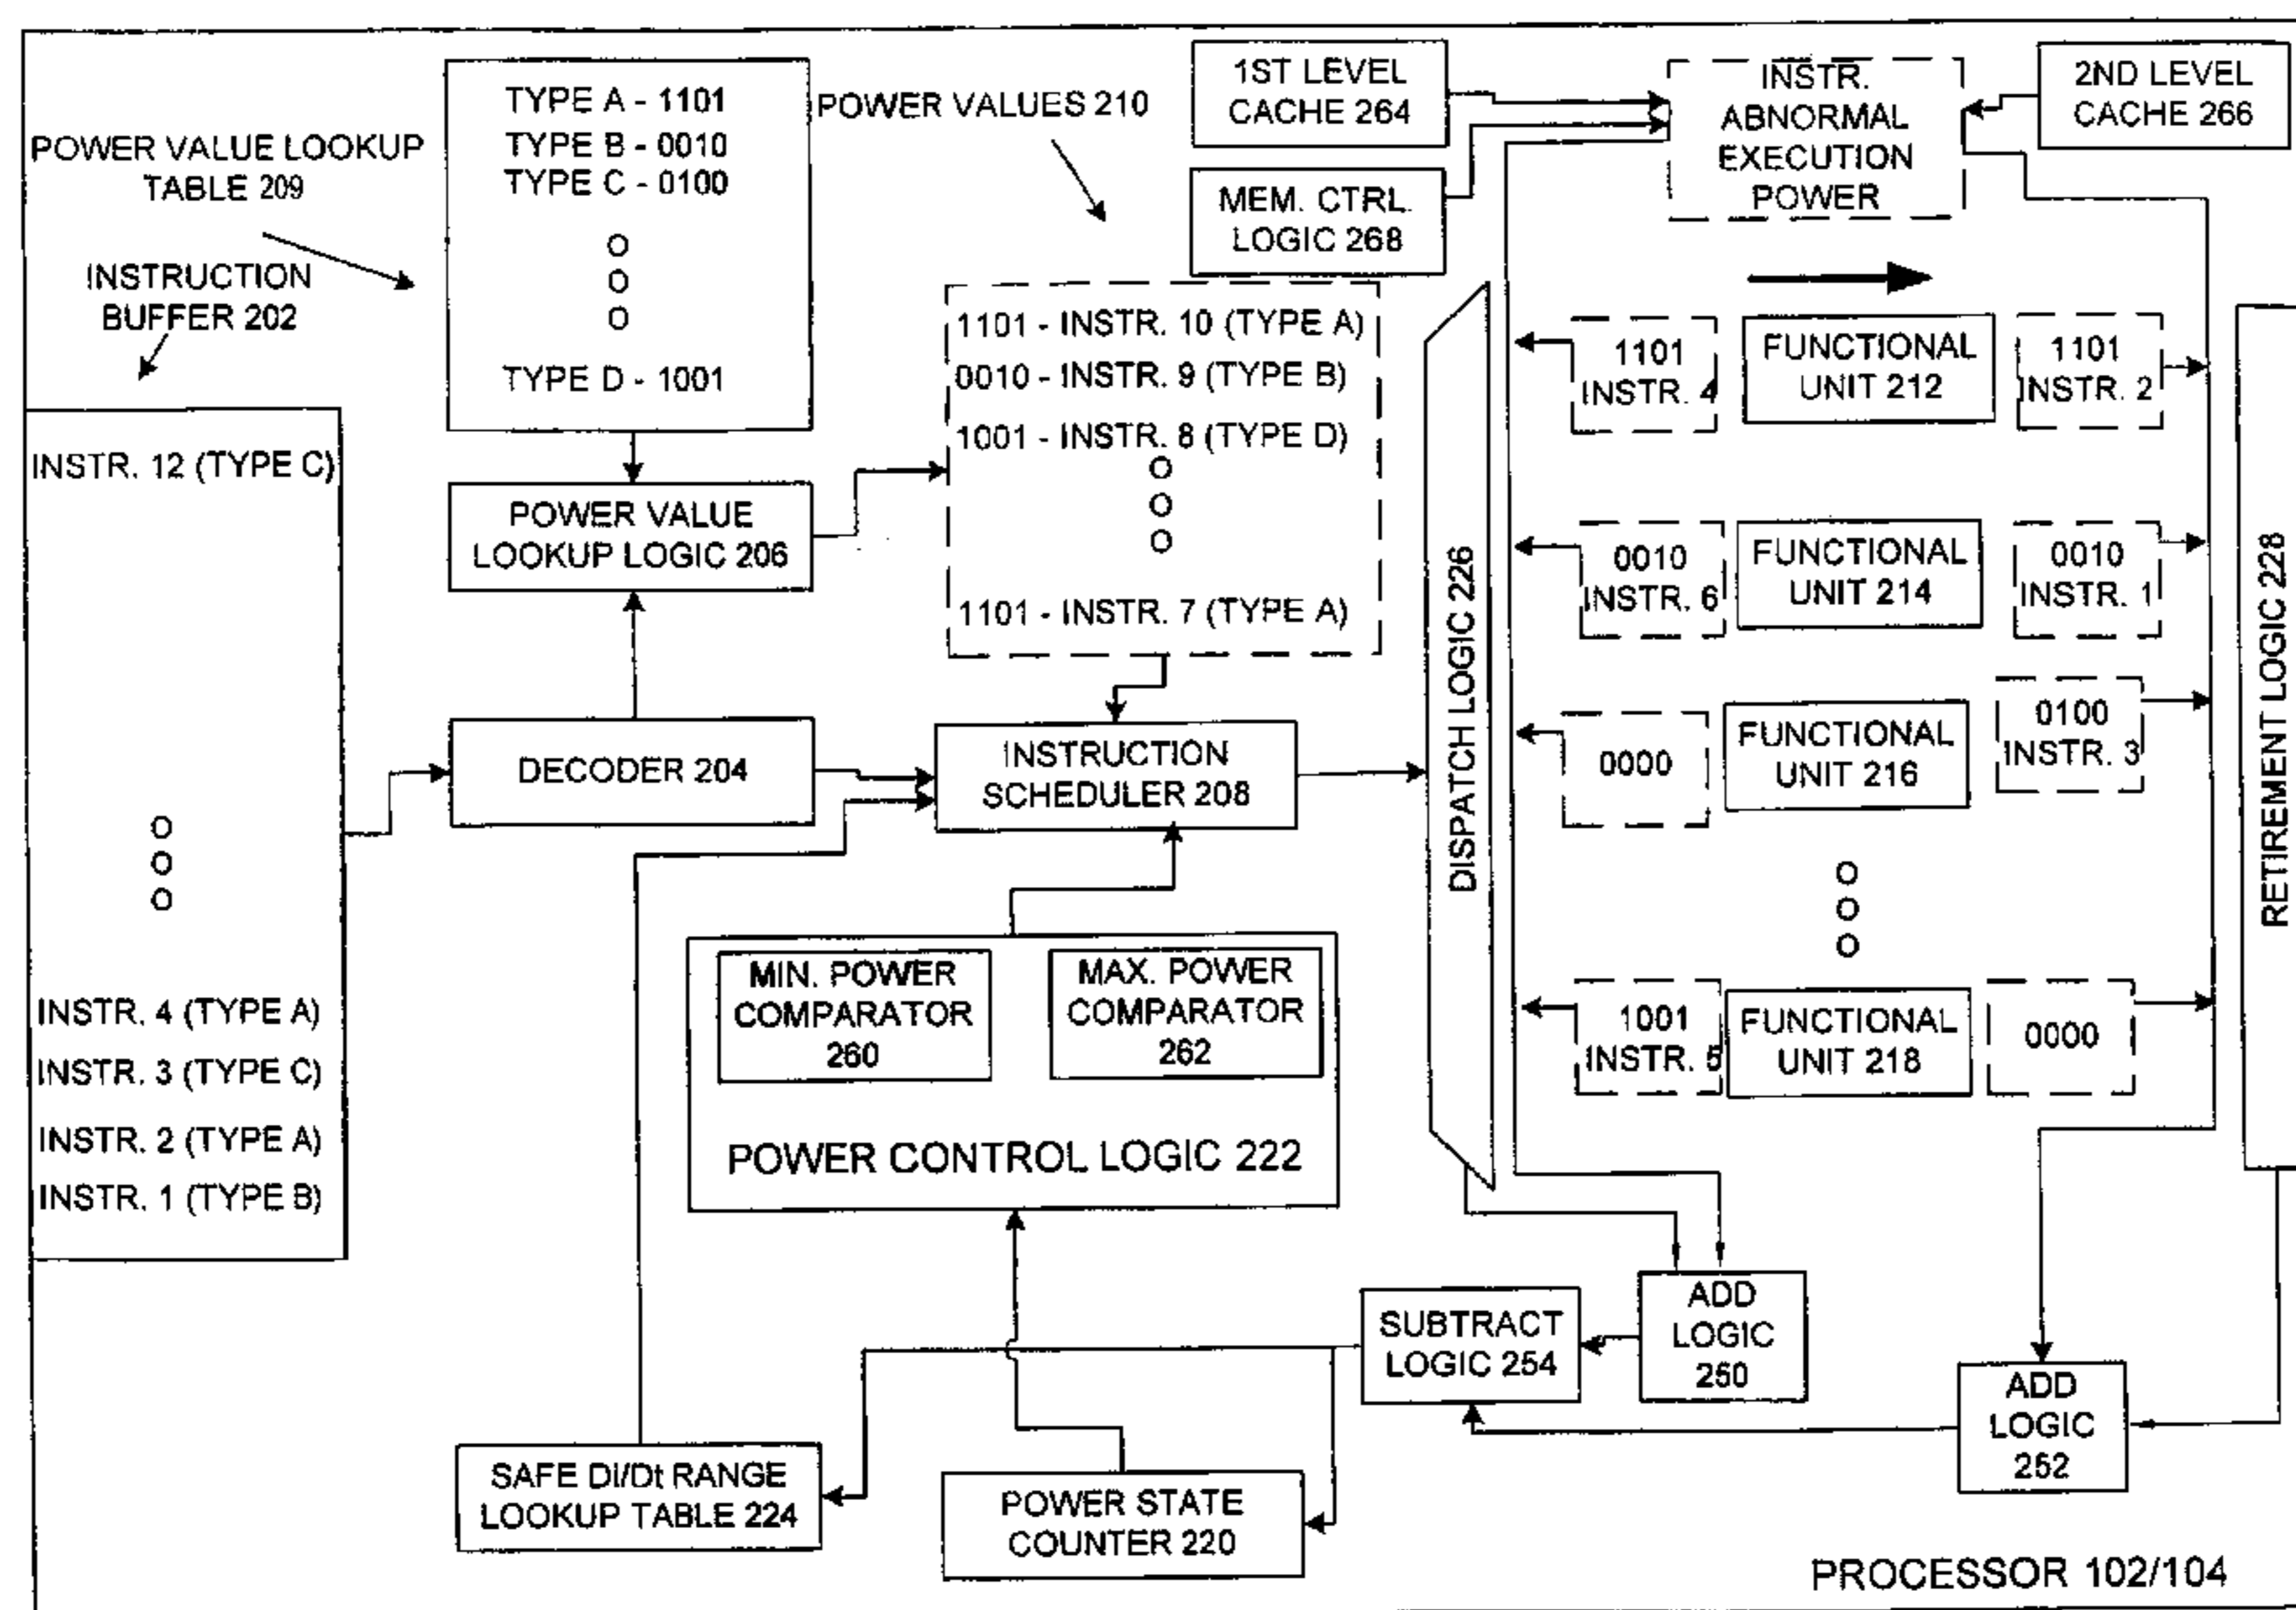 POWER VALUE LOOKUP
TABLE 209
INSTRUCTION
BUFFER 202
INSTR. 12 (TYPE C)
O
O
O
INSTR. 4 (TYPE A)
INSTR. 3 (TYPE C)
INSTR. 2 (TYPE A)
INSTR. 1 (TYPE B)
TYPE A - 1101
TYPE B - 0010
TYPE C - 0100
O
O
O
TYPE D - 1001
POWER VALUE
LOOKUP LOGIC 206
DECODER 204
POWER VALUES 210
1101 - INSTR. 10 (TYPE A)
0010 - INSTR. 9 (TYPE B)
1001 - INSTR. 8 (TYPE D)
O
O
O
1101 - INSTR. 7 (TYPE A)
INSTRUCTION
SCHEDULER 208
MIN. POWER
COMPARATOR
260
MAX. POWER
COMPARATOR
262
POWER CONTROL LOGIC 222
SAFE DI/Dt RANGE
LOOKUP TABLE 224
POWER STATE
COUNTER 220
1ST LEVEL
CACHE 264
MEM. CTRL.
LOGIC 268
INSTR.
ABNORMAL
EXECUTION
POWER
2ND LEVEL
CACHE 266
DISPATCH LOGIC 226
1101
INSTR. 4
FUNCTIONAL
UNIT 212
1101
INSTR. 2
0010
INSTR. 6
FUNCTIONAL
UNIT 214
0010
INSTR. 1
0000
FUNCTIONAL
UNIT 216
0100
INSTR. 3
O
O
O
1001
INSTR. 5
FUNCTIONAL
UNIT 218
0000
RETIREMENT LOGIC 228
SUBTRACT
LOGIC 254
ADD
LOGIC
250
ADD
LOGIC
252
PROCESSOR 102/104